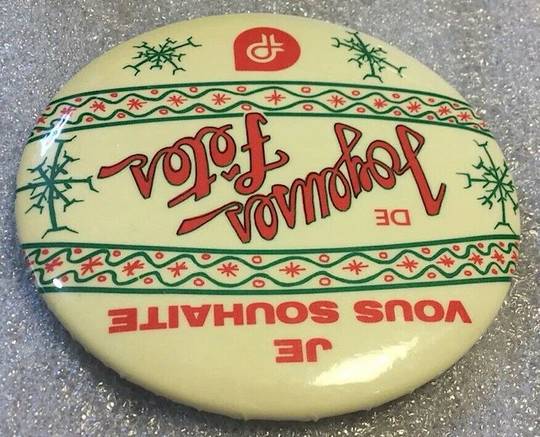 JE
VOUS SOUHAITE
DE
Joyeuses
Fêtes